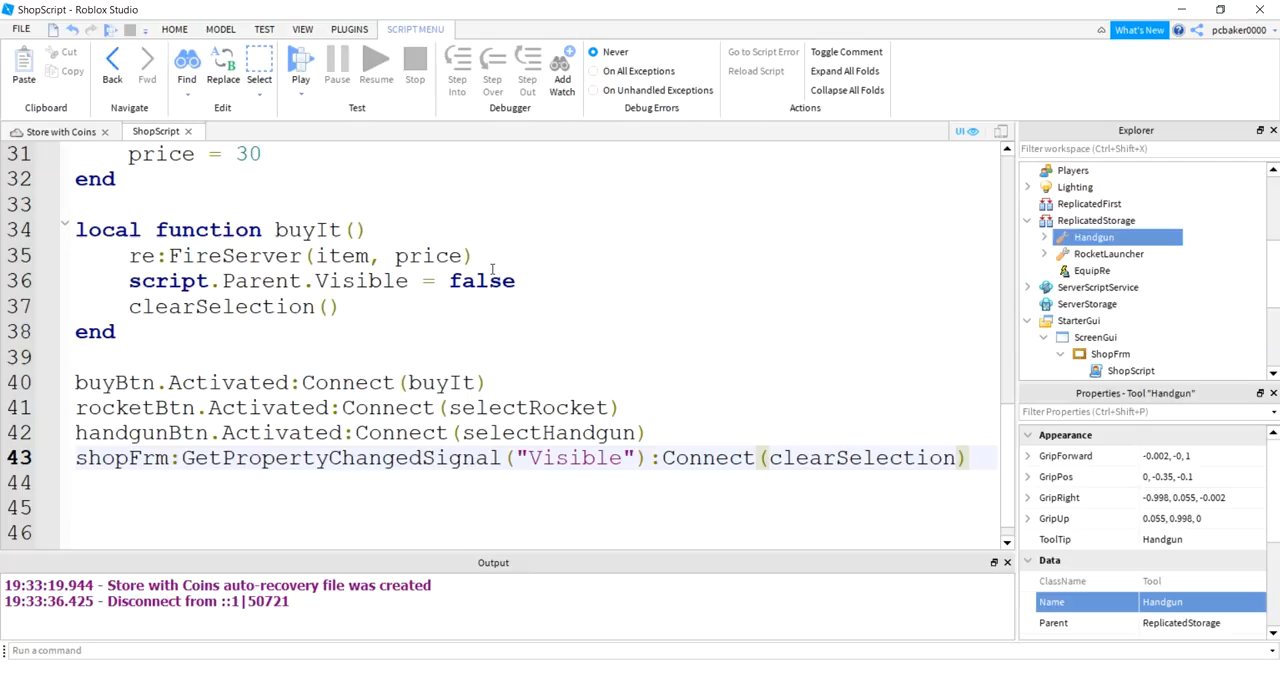 ShopScript - Roblox Studio
FILE HOME MODEL TEST VIEW PLUGINS SCRIPT MENU What's New pcbaker0000
Paste Cut Copy Clipboard
Back Fwd Navigate
Find Replace Select Edit
Play Pause Resume Stop Test
Step Into Step Over Step Out Add Watch Debugger
Never
On All Exceptions
On Unhandled Exceptions
Debug Errors
Go to Script Error
Reload Script
Toggle Comment
Expand All Folds
Collapse All Folds
Actions
Store with Coins ShopScript UI
31 price = 30
32 end
33
34 local function buyIt()
35 re:FireServer(item, price)
36 script.Parent.Visible = false
37 clearSelection()
38 end
39
40 buyBtn.Activated:Connect(buyIt)
41 rocketBtn.Activated:Connect(selectRocket)
42 handgunBtn.Activated:Connect(selectHandgun)
43 shopFrm:GetPropertyChangedSignal("Visible"):Connect(clearSelection)
44
45
46
Output
19:33:19.944 - Store with Coins auto-recovery file was created
19:33:36.425 - Disconnect from ::1|50721
Run a command
Explorer
Filter workspace (Ctrl+Shift+X)
Players
Lighting
ReplicatedFirst
ReplicatedStorage
Handgun
RocketLauncher
EquipRe
ServerScriptService
ServerStorage
StarterGui
ScreenGui
ShopFrm
ShopScript
Properties - Tool "Handgun"
Filter Properties (Ctrl+Shift+P)
Appearance
GripForward -0.002, -0, 1
GripPos 0, -0.35, -0.1
GripRight -0.998, 0.055, -0.002
GripUp 0.055, 0.998, 0
ToolTip Handgun
Data
ClassName Tool
Name Handgun
Parent ReplicatedStorage